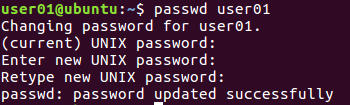 user01@ubuntu:~$ passwd user01
Changing password for user01.
(current) UNIX password:
Enter new UNIX password:
Retype new UNIX password:
passwd: password updated successfully